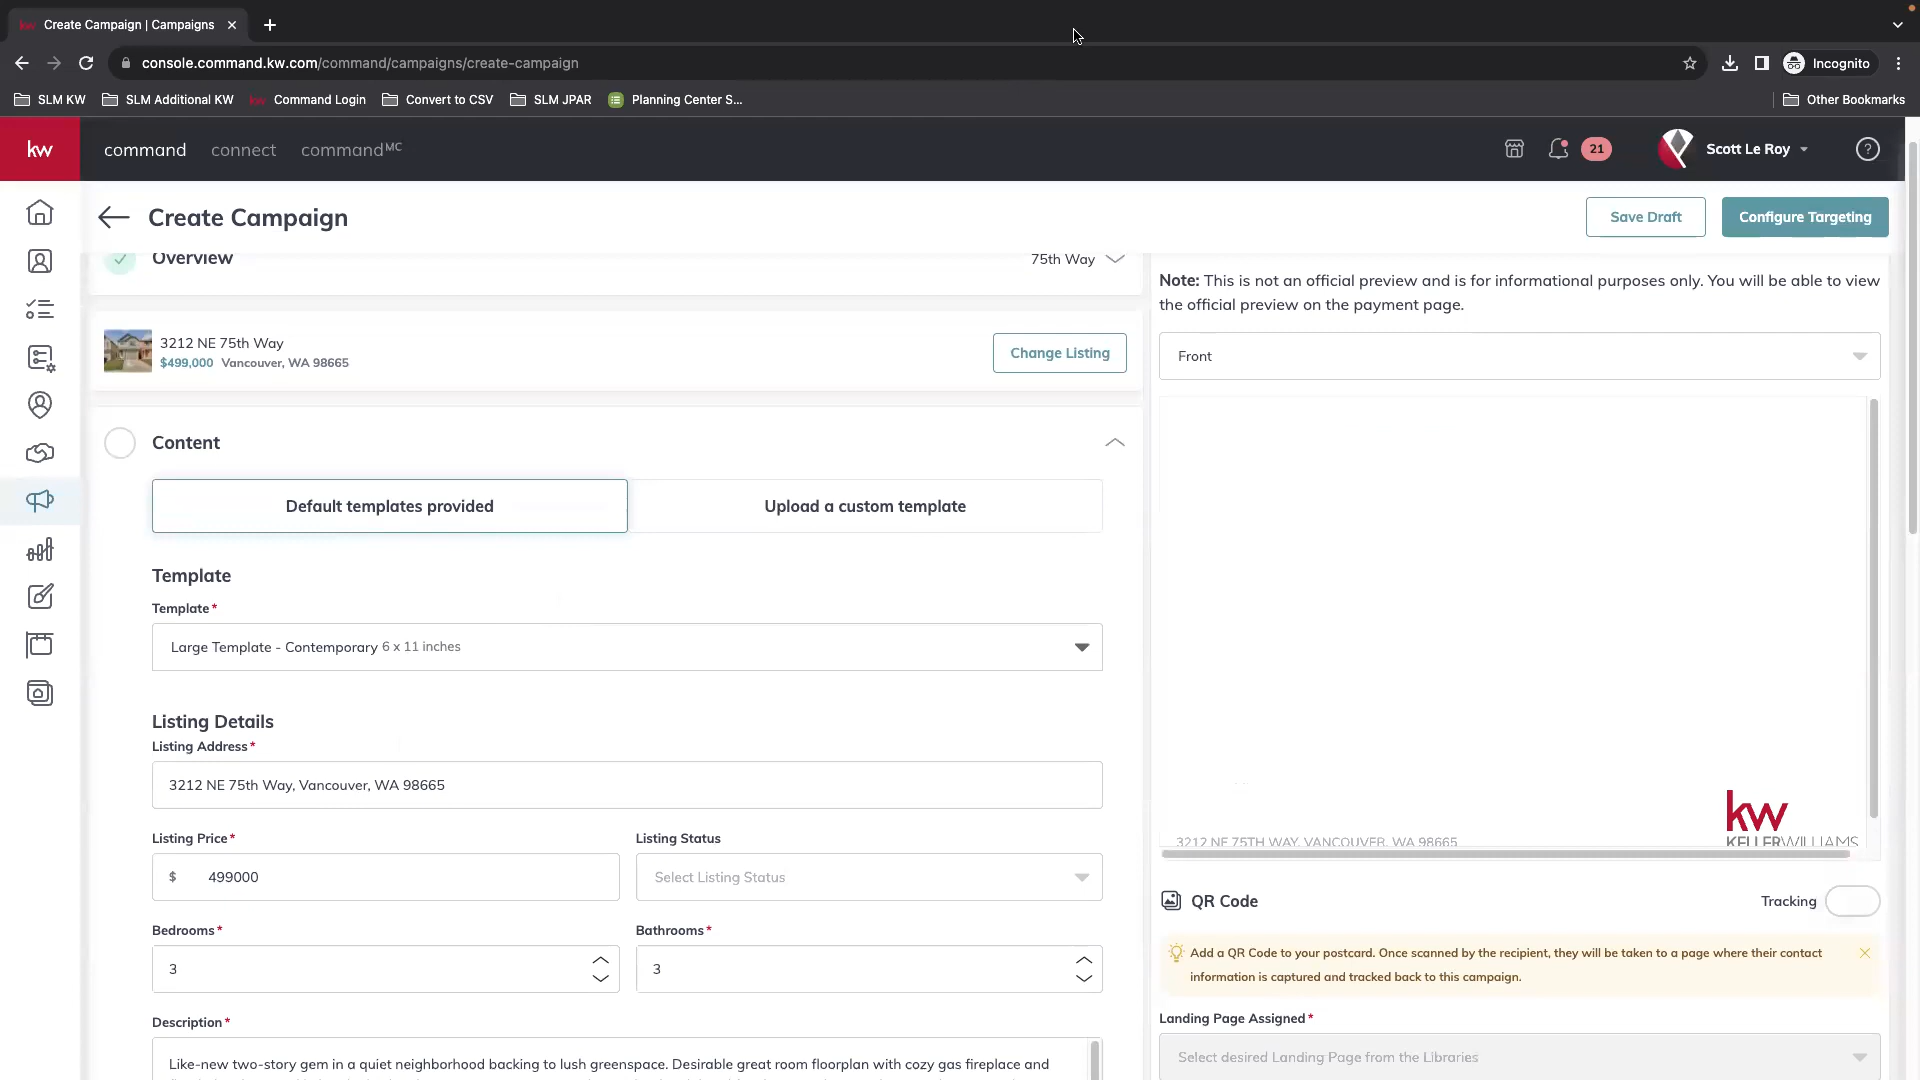 Create Campaign | Campaigns
console.command.kw.com/command/campaigns/create-campaign
Incognito
SLM KW
SLM Additional KW
kw
Command Login
Convert to CSV
SLM JPAR
Planning Center S...
Other Bookmarks
kw
command
connect
commandMC
21
Scott Le Roy
?
Create Campaign
Save Draft
Configure Targeting
Overview
75th Way
3212 NE 75th Way
$499,000 Vancouver, WA 98665
Change Listing
Content
Default templates provided
Upload a custom template
Template
Template*
Large Template - Contemporary 6 x 11 inches
Listing Details
Listing Address*
3212 NE 75th Way, Vancouver, WA 98665
Listing Price*
Listing Status
$ 499000
Select Listing Status
Bedrooms*
Bathrooms*
3
3
Description*
Like-new two-story gem in a quiet neighborhood backing to lush greenspace. Desirable great room floorplan with cozy gas fireplace and
Note: This is not an official preview and is for informational purposes only. You will be able to view
the official preview on the payment page.
Front
3212 NE 75TH WAY, VANCOUVER, WA 98665
kw
KELLERWILLIAMS
QR Code
Tracking
Add a QR Code to your postcard. Once scanned by the recipient, they will be taken to a page where their contact
information is captured and tracked back to this campaign.
Landing Page Assigned*
Select desired Landing Page from the Libraries